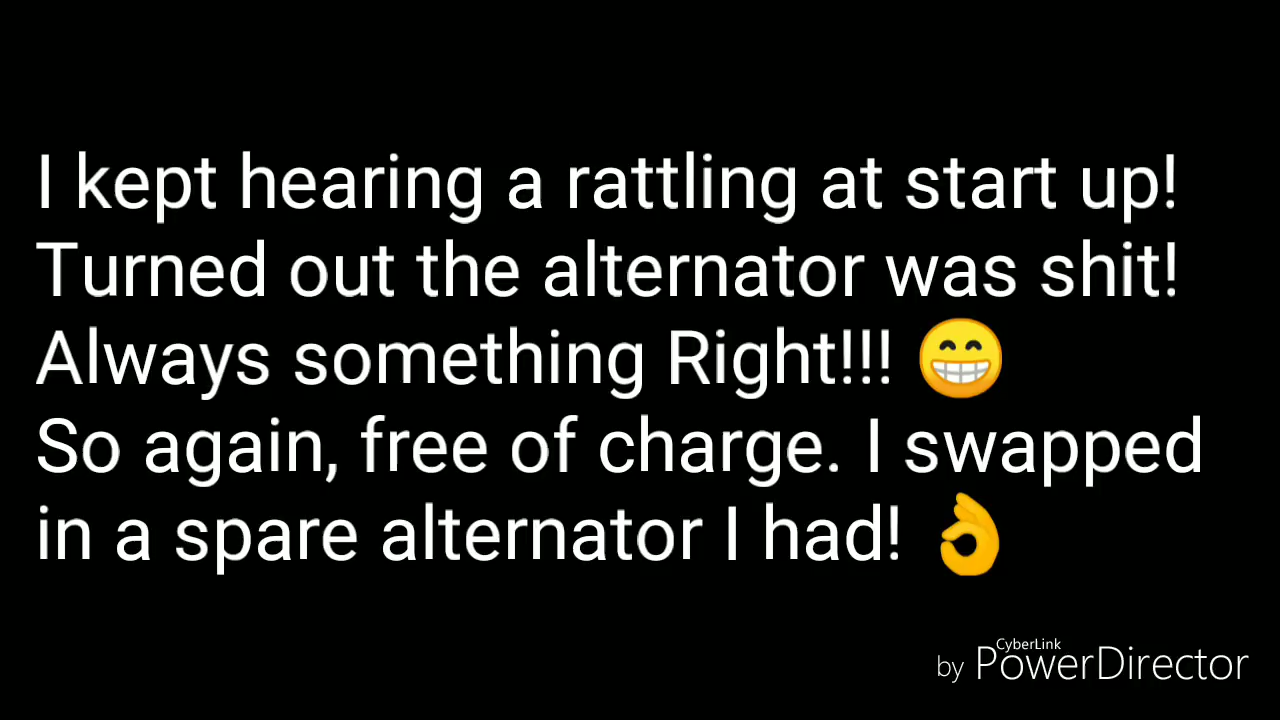 I kept hearing a rattling at start up!
Turned out the alternator was shit!
Always something Right!!! 😁
So again, free of charge. I swapped
in a spare alternator I had! 👌
CyberLink
by PowerDirector